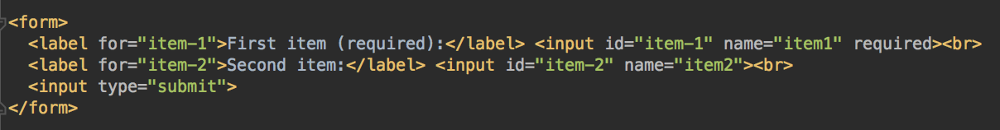 <form>
<label for="item-1">First item (required):</label> <input id="item-1" name="item1" required><br>
<label for="item-2">Second item:</label> <input id="item-2" name="item2"><br>
<input type="submit">
</form>